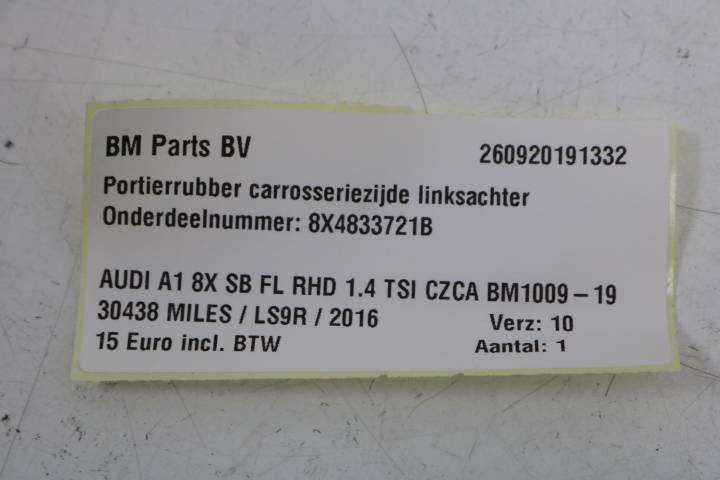 BM Parts BV 260920191332
Portierrubber carrosseriezijde linksachter
Onderdeelnummer: 8X4833721B
AUDI A1 8X SB FL RHD 1.4 TSI CZCA BM1009-19
30438 MILES / LS9R / 2016 Verz: 10
15 Euro incl. BTW Aantal: 1